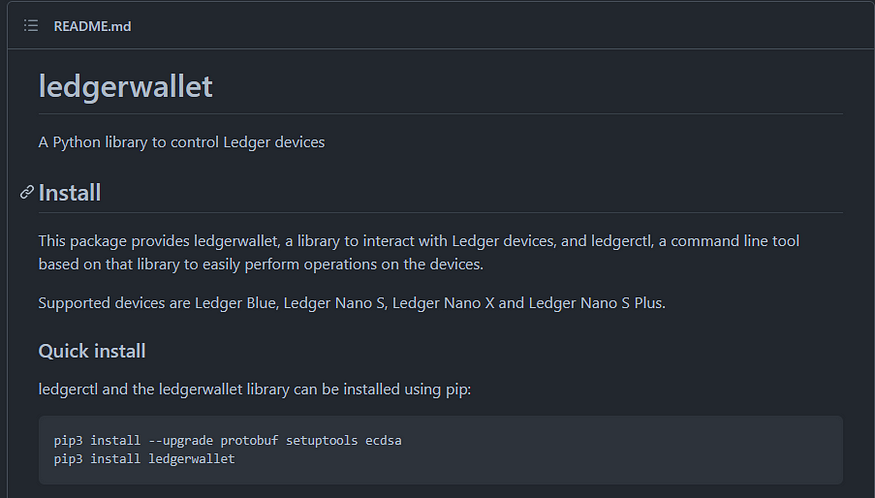 README.md
ledgerwallet
A Python library to control Ledger devices
Install
This package provides ledgerwallet, a library to interact with Ledger devices, and ledgerctl, a command line tool
based on that library to easily perform operations on the devices.
Supported devices are Ledger Blue, Ledger Nano S, Ledger Nano X and Ledger Nano S Plus.
Quick install
ledgerctl and the ledgerwallet library can be installed using pip:
pip3 install --upgrade protobuf setuptools ecdsa
pip3 install ledgerwallet